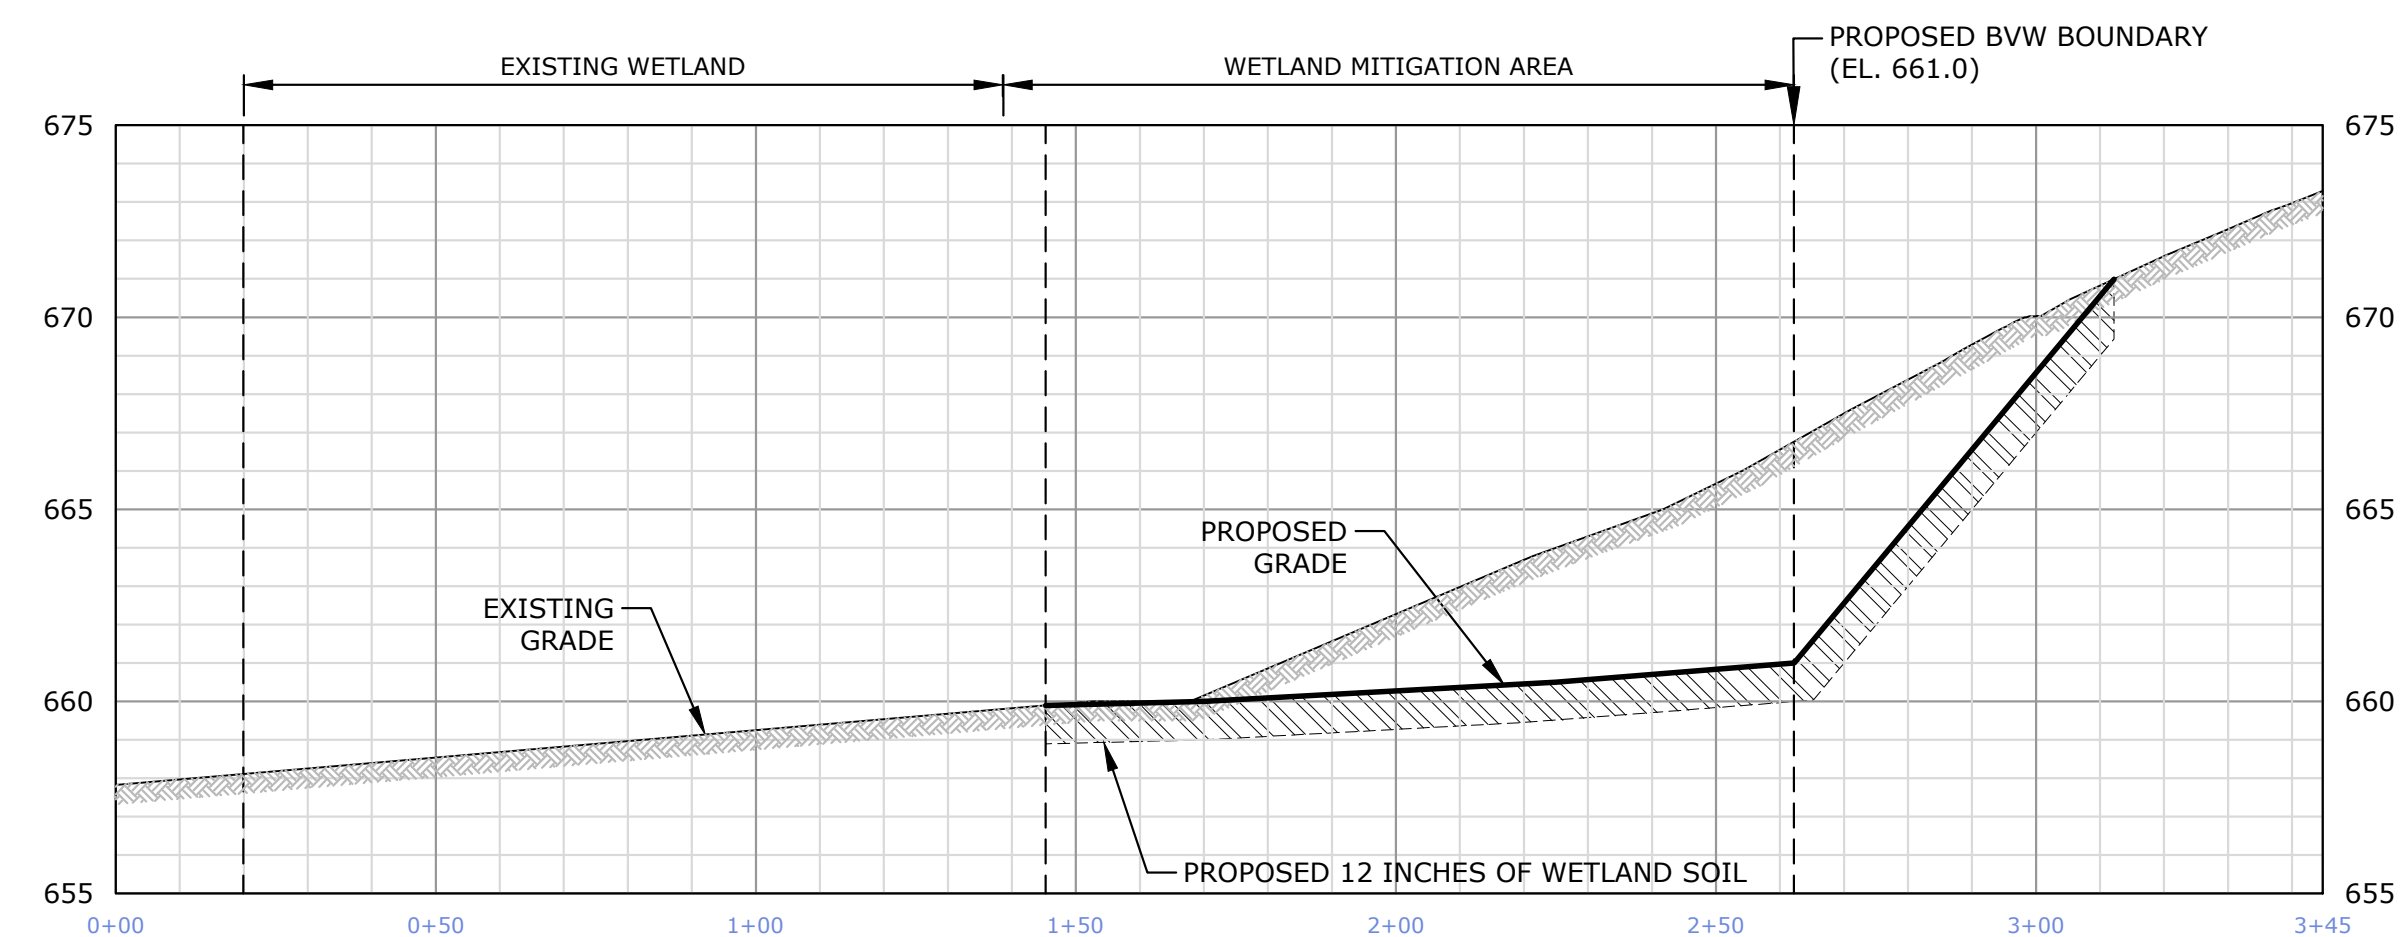 PROPOSED BVW BOUNDARY
(EL. 661.0)
EXISTING WETLAND
WETLAND MITIGATION AREA
675
675
670
670
665
665
PROPOSED
GRADE
EXISTING
GRADE
660
660
PROPOSED 12 INCHES OF WETLAND SOIL
655
655
0+00
0+50
1+00
1+50
2+00
2+50
3+00
3+45